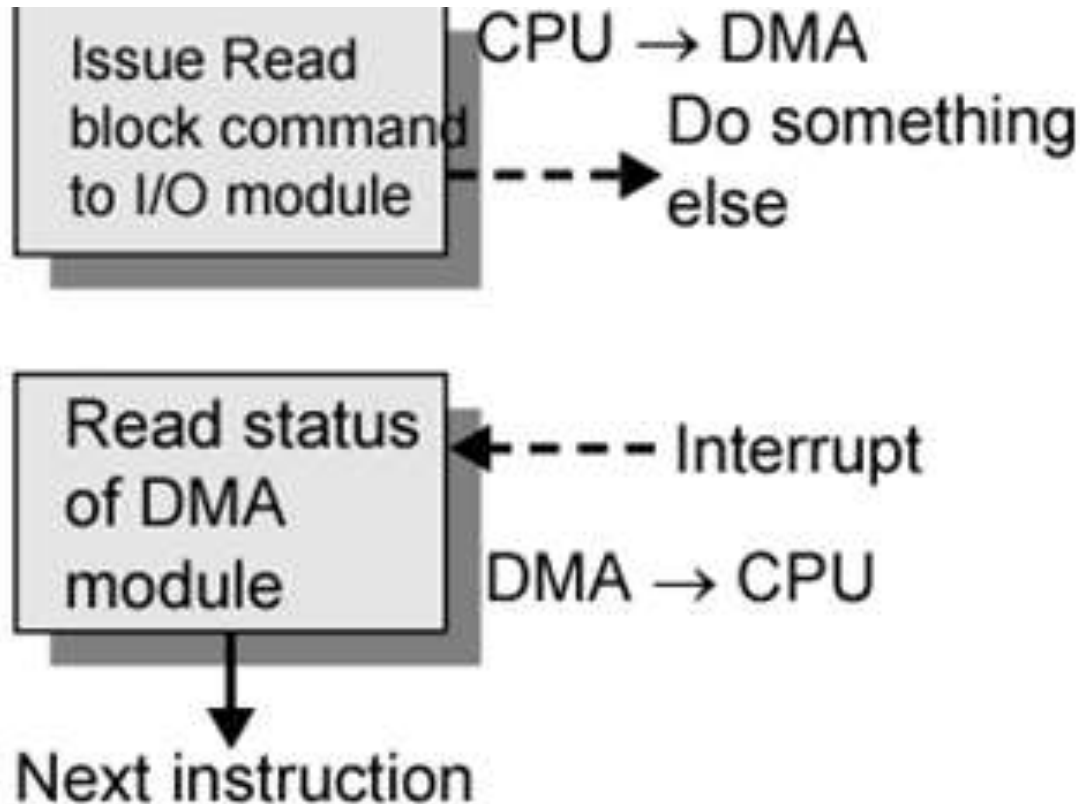 Issue Read
block command
to I/O module
CPU → DMA
Do something
else
Read status
of DMA
module
Interrupt
DMA → CPU
Next instruction